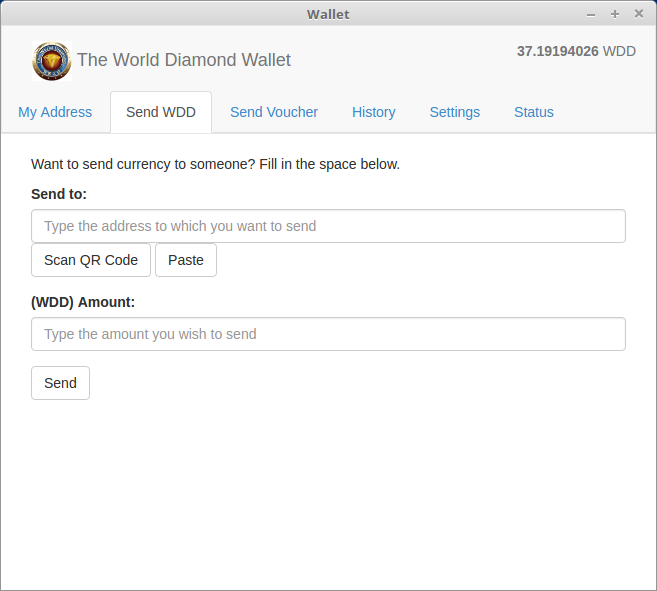 Wallet
The World Diamond Wallet
37.19194026 WDD
My Address Send WDD Send Voucher History Settings Status
Want to send currency to someone? Fill in the space below.
Send to:
Type the address to which you want to send
Scan QR Code Paste
(WDD) Amount:
Type the amount you wish to send
Send